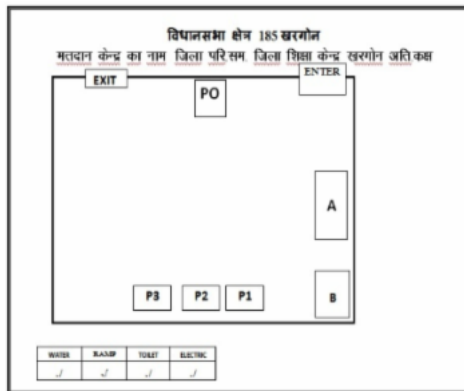 विधानसभा क्षेत्र 185 खरगोन
मतदान केन्द्र का नाम जिला परि.सम. जिला शिक्षा केन्द्र खरगोन अति कक्ष
EXIT
ENTER
PO
A
P3 P2 P1
B
WATER RAMP TOILET ELECTRIC
./ ./ ./ ./